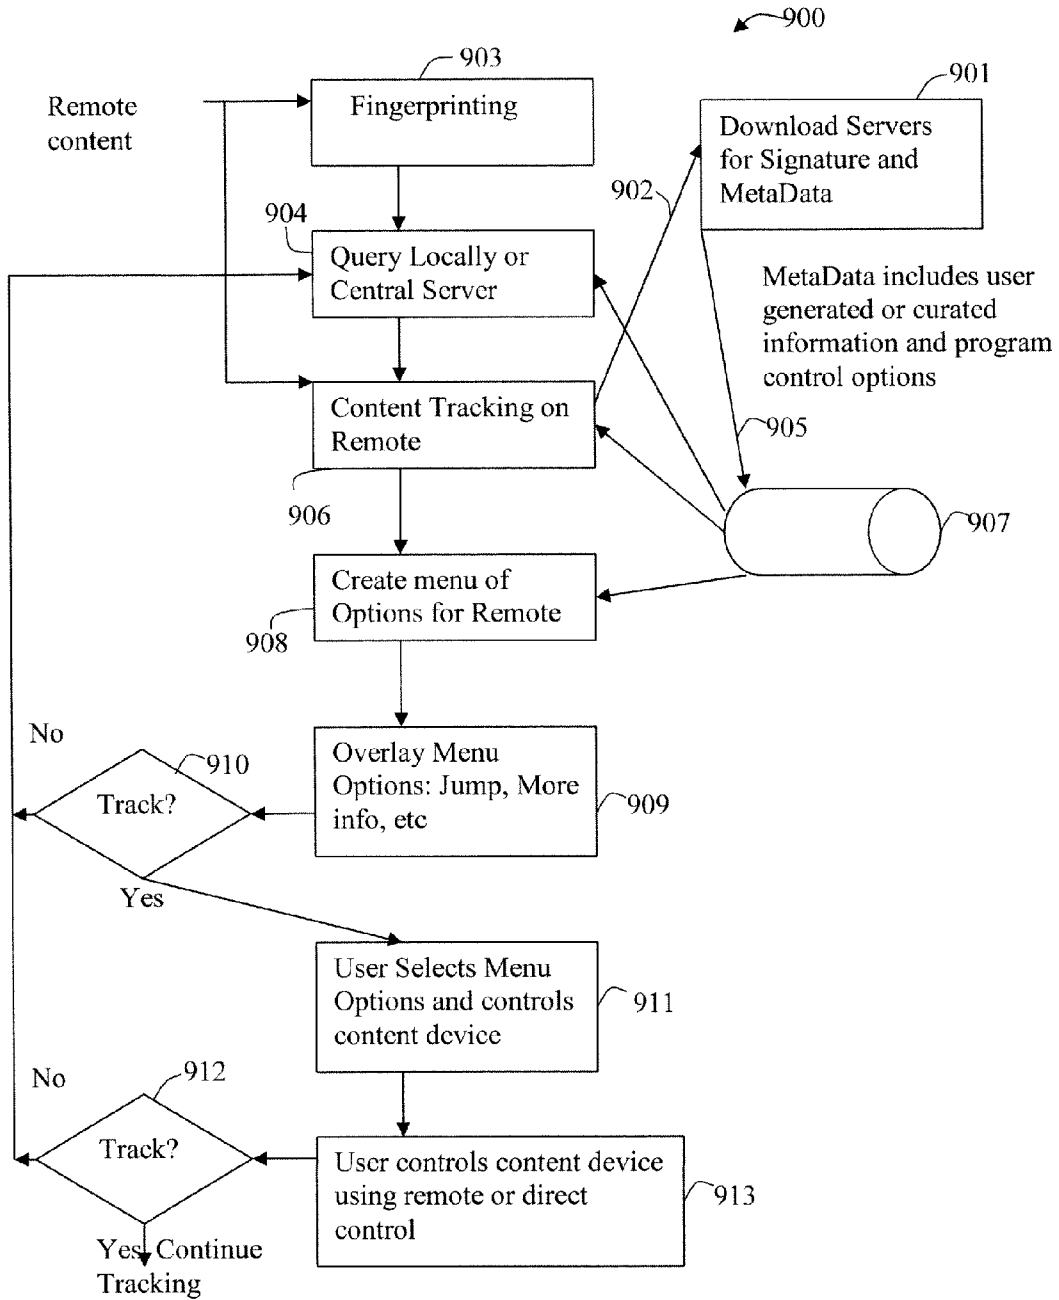 900
903
901
Remote
content
Fingerprinting
Download Servers
for Signature and
MetaData
902
904
Query Locally or
Central Server
MetaData includes user
generated or curated
information and program
control options
Content Tracking on
Remote
905
906
907
Create menu of
Options for Remote
908
No
910
Track?
Yes
Overlay Menu
Options: Jump, More
info, etc
909
User Selects Menu
Options and controls
content device
911
No
912
Track?
User controls content device
using remote or direct
control
913
Yes Continue
Tracking